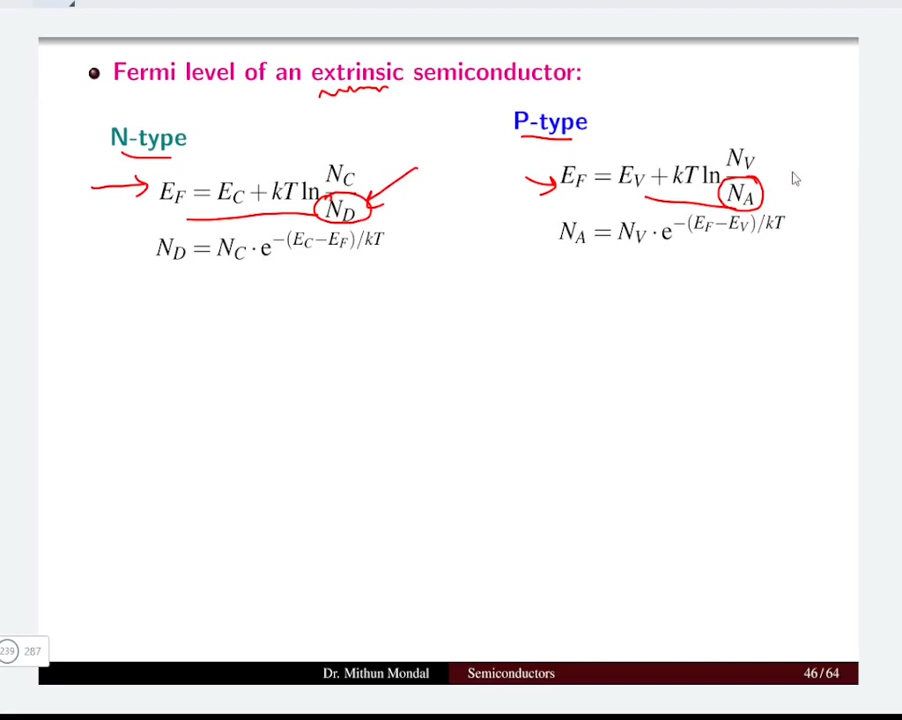 Fermi level of an extrinsic semiconductor:
N-type
E_F = E_C + kT ln N_C/N_D
N_D = N_C · e^{-(E_C-E_F)/kT}
P-type
E_F = E_V + kT ln N_V/N_A
N_A = N_V · e^{-(E_F-E_V)/kT}
239 287
Dr. Mithun Mondal Semiconductors 46/64